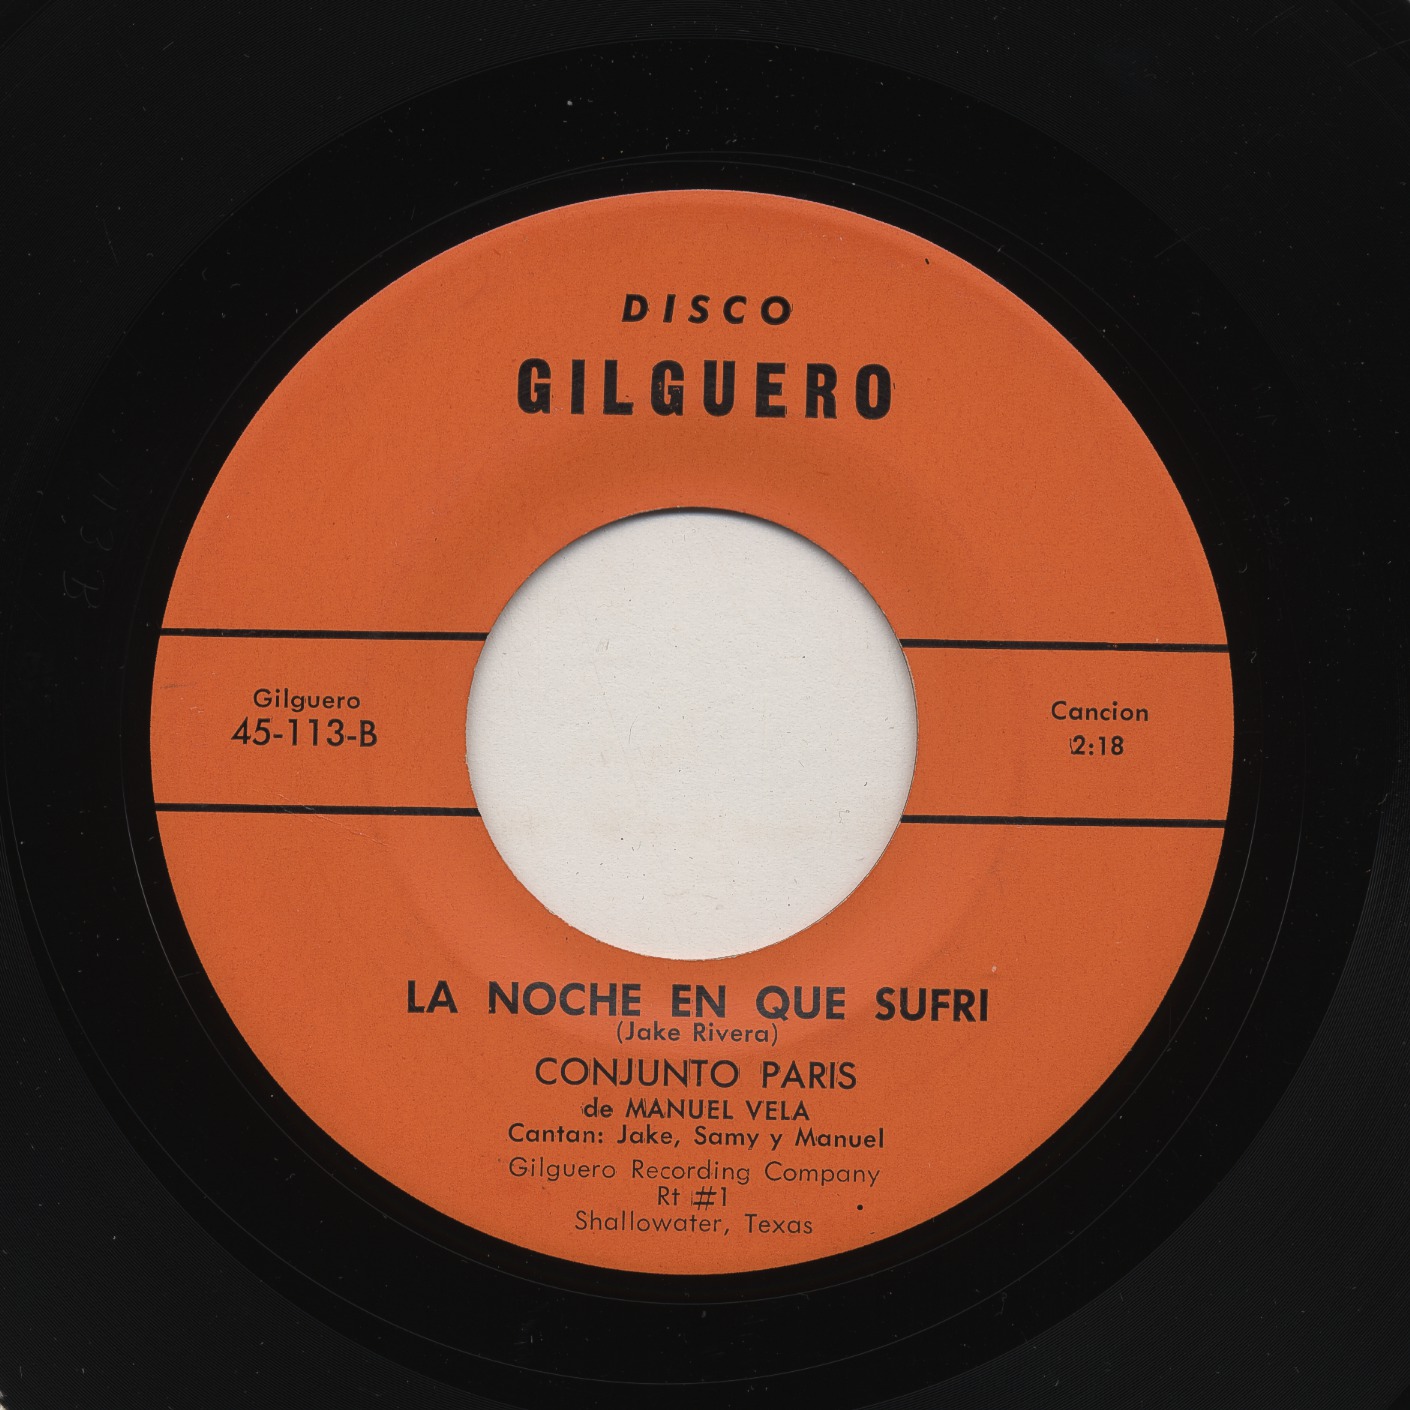 DISCO
GILGUERO
Gilguero
45-113-B
Cancion
2:18
LA NOCHE EN QUE SUFRI
(Jake Rivera)
CONJUNTO PARIS
de MANUEL VELA
Cantan: Jake, Samy y Manuel
Gilguero Recording Company
Rt #1
Shallowater, Texas
113 B